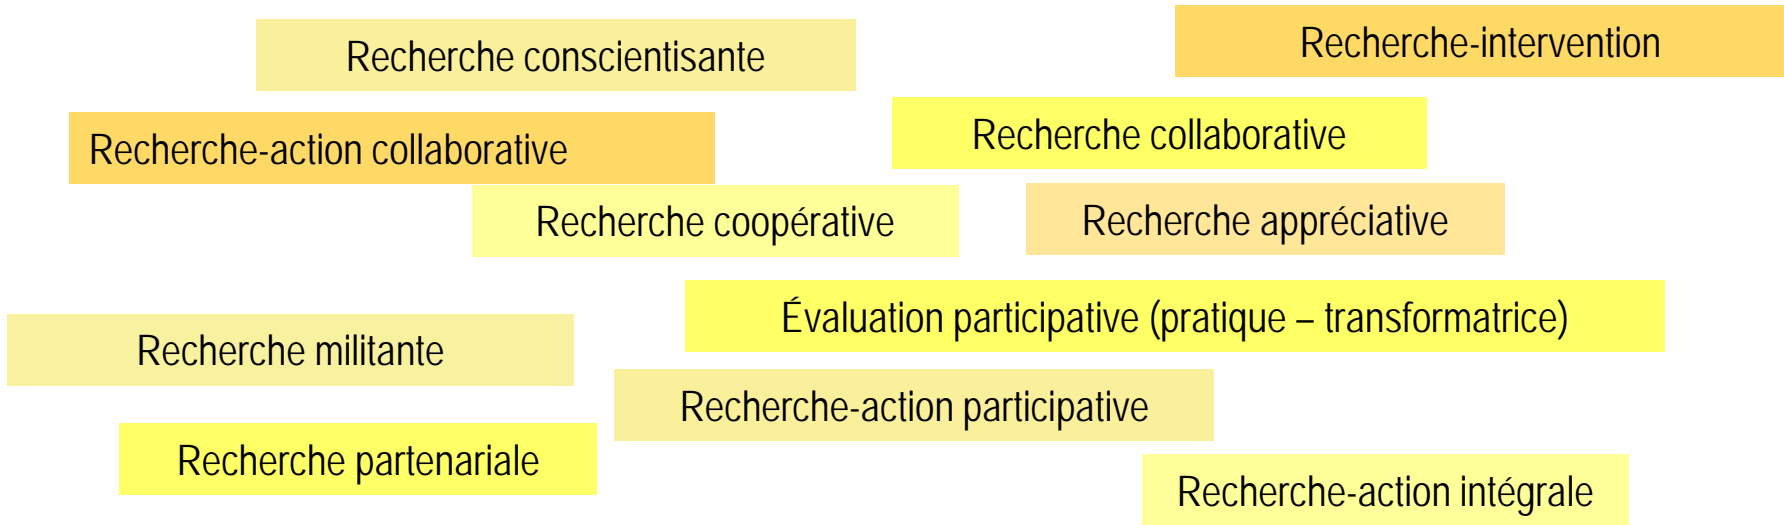 Recherche conscientisante
Recherche-intervention
Recherche-action collaborative
Recherche collaborative
Recherche coopérative
Recherche appréciative
Évaluation participative (pratique – transformatrice)
Recherche militante
Recherche-action participative
Recherche partenariale
Recherche-action intégrale